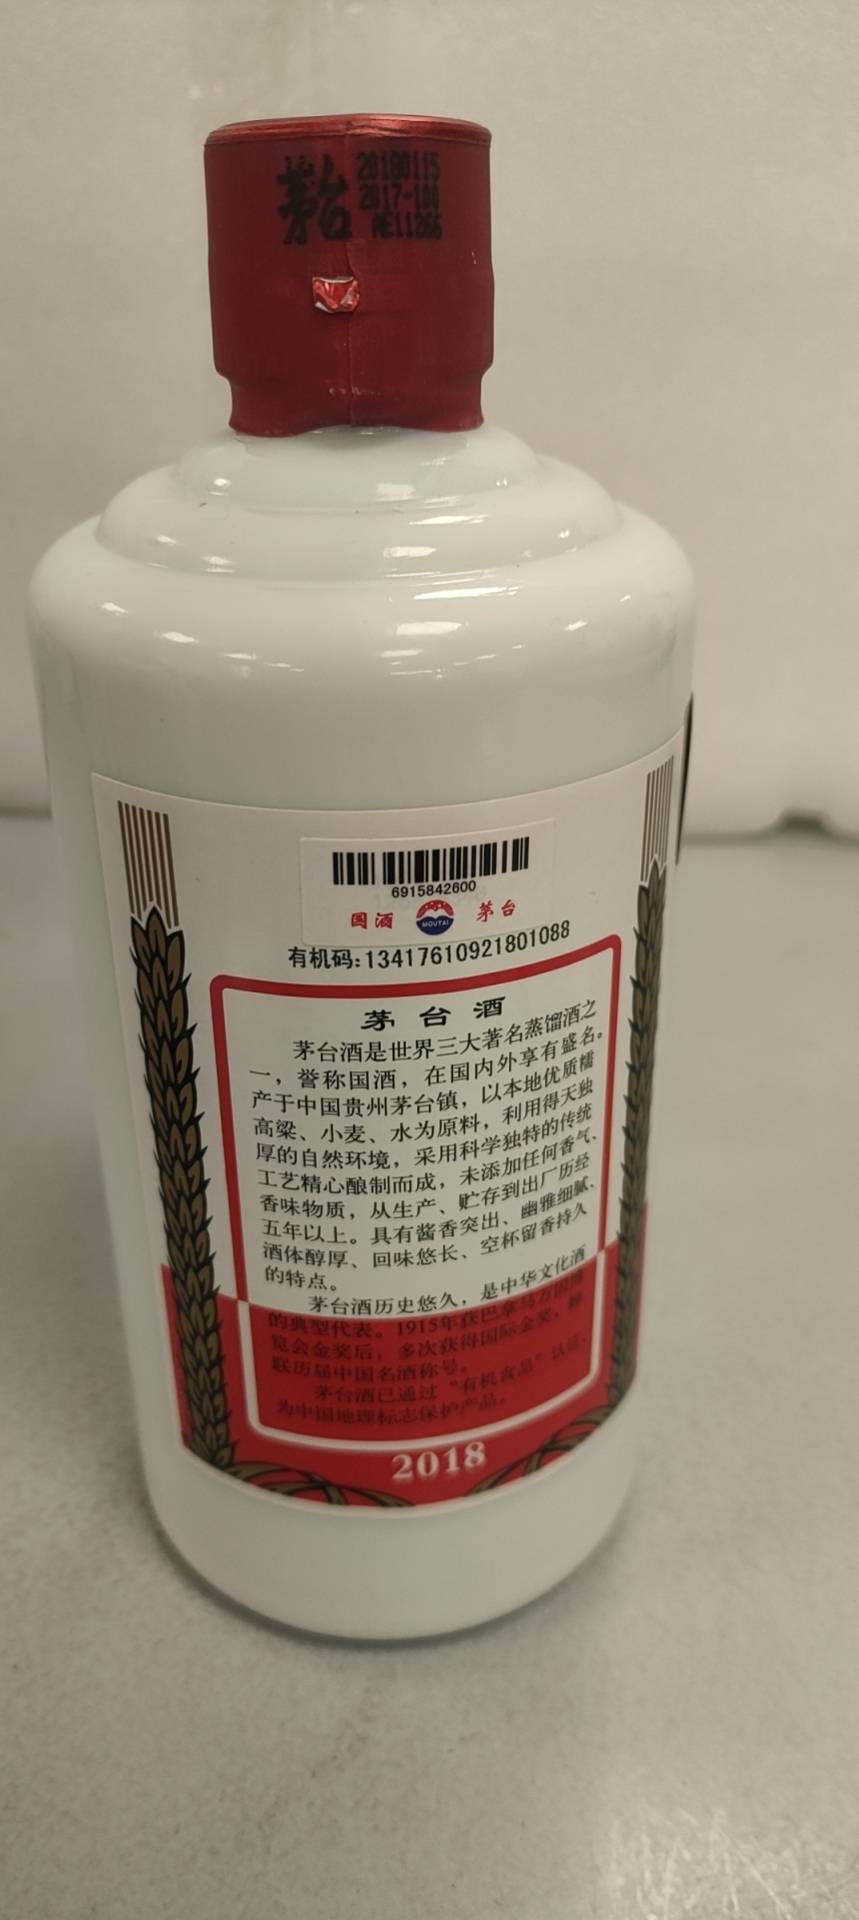 茅台
20180115
2017-100
ME11266
6915842600
国酒
MOUTAI
茅台
有机码:13417610921801088
茅台酒
茅台酒是世界三大著名蒸馏酒之
一，誉称国酒，在国内外享有盛名。
产于中国贵州茅台镇，以本地优质糯
高粱、小麦、水为原料，利用得天独
厚的自然环境，采用科学独特的传统
工艺精心酿制而成，未添加任何香气、
香味物质，从生产、贮存到出厂历经
五年以上。具有酱香突出、幽雅细腻、
酒体醇厚、回味悠长、空杯留香持久
的特点。
茅台酒历史悠久，是中华文化酒
的典型代表。1915年获巴拿马万国博
览会金奖后，多次获得国际金奖，蝉
联历届中国名酒称号。
茅台酒已通过“有机食品”认证，
为中国地理标志保护产品。
2018